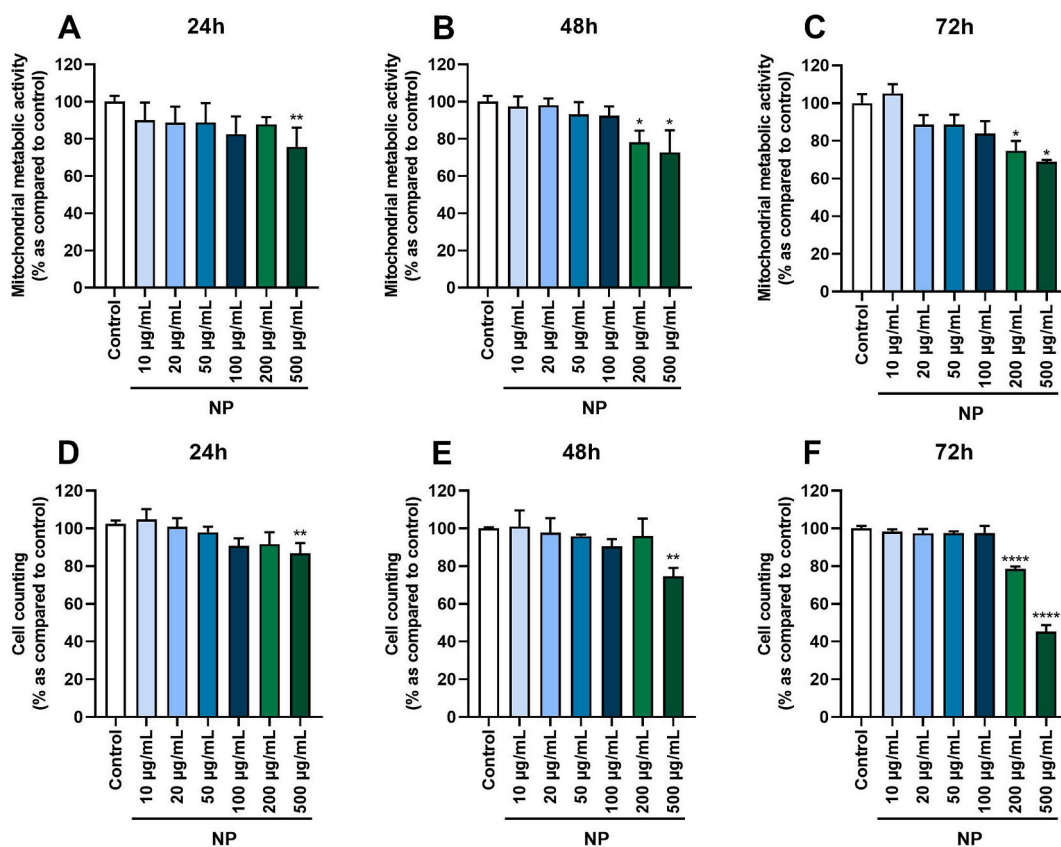 A
24h
Mitochondrial metabolic activity
(% as compared to control)
120
100
80
60
40
20
0
**
Control
10 µg/mL
20 µg/mL
50 µg/mL
100 µg/mL
200 µg/mL
500 µg/mL
NP
B
48h
Mitochondrial metabolic activity
(% as compared to control)
120
100
80
60
40
20
0
*
*
Control
10 µg/mL
20 µg/mL
50 µg/mL
100 µg/mL
200 µg/mL
500 µg/mL
NP
C
72h
Mitochondrial metabolic activity
(% as compared to control)
120
100
80
60
40
20
0
*
*
Control
10 µg/mL
20 µg/mL
50 µg/mL
100 µg/mL
200 µg/mL
500 µg/mL
NP
D
24h
Cell counting
(% as compared to control)
120
100
80
60
40
20
0
**
Control
10 µg/mL
20 µg/mL
50 µg/mL
100 µg/mL
200 µg/mL
500 µg/mL
NP
E
48h
Cell counting
(% as compared to control)
120
100
80
60
40
20
0
**
Control
10 µg/mL
20 µg/mL
50 µg/mL
100 µg/mL
200 µg/mL
500 µg/mL
NP
F
72h
Cell counting
(% as compared to control)
120
100
80
60
40
20
0
****
****
Control
10 µg/mL
20 µg/mL
50 µg/mL
100 µg/mL
200 µg/mL
500 µg/mL
NP